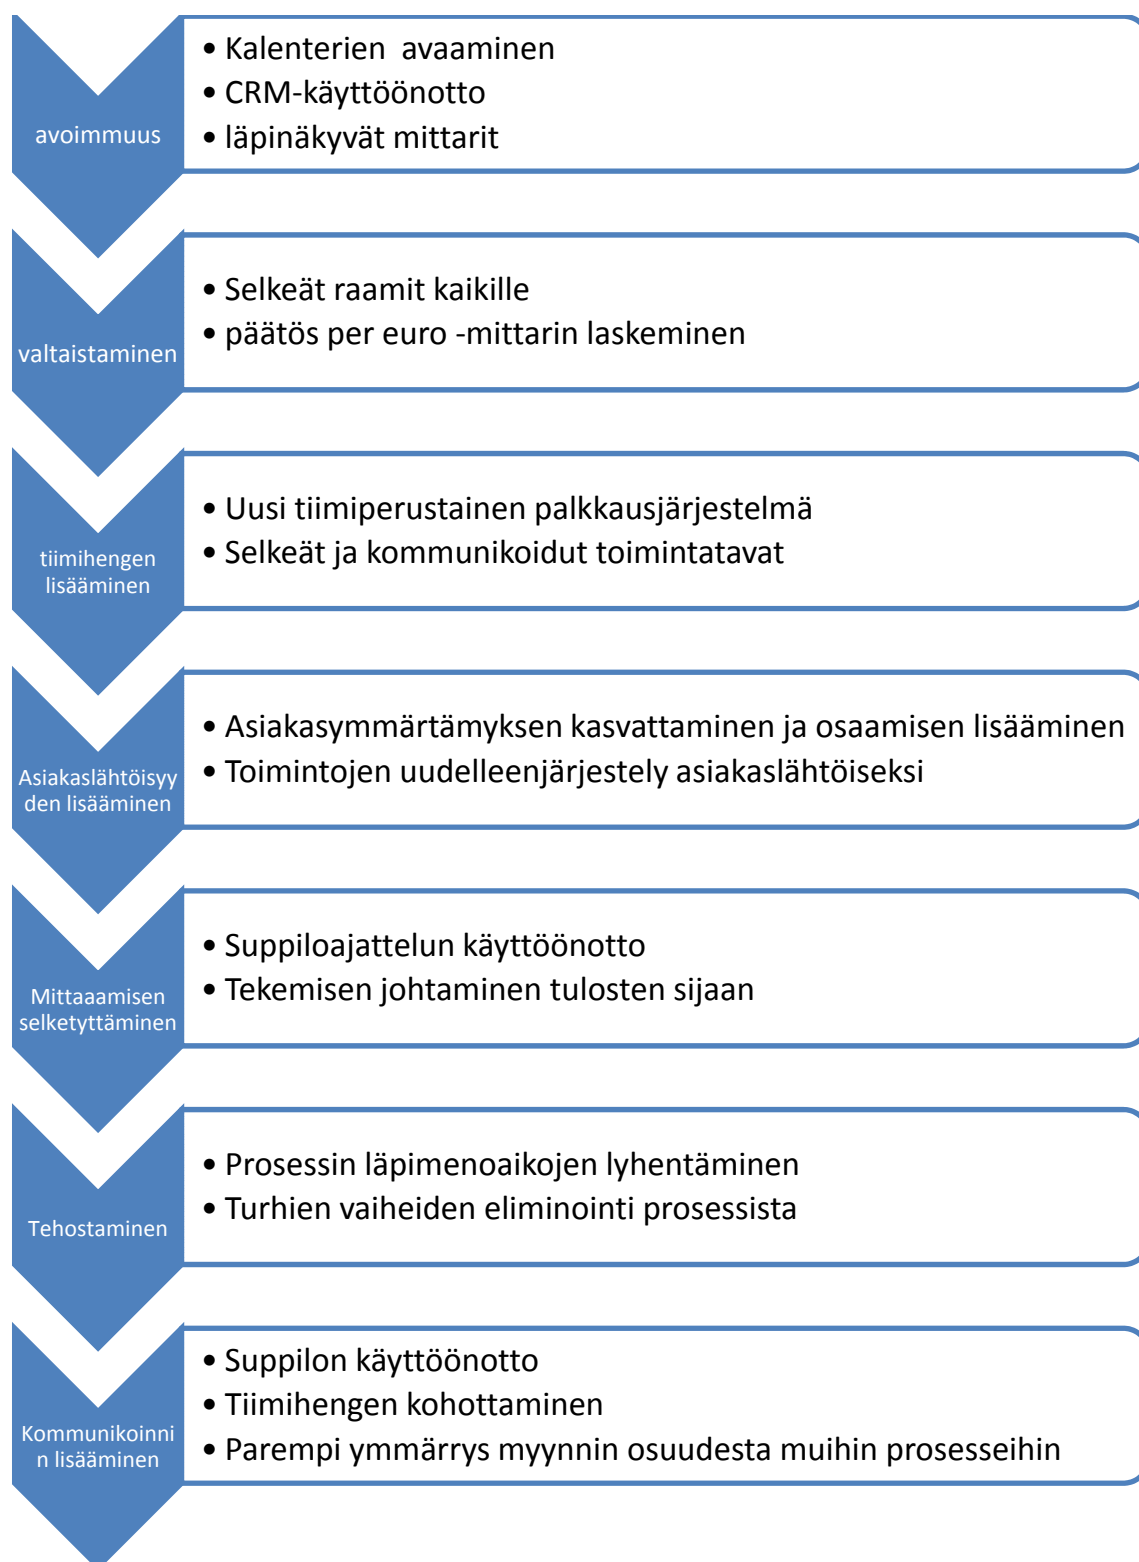 avoimmuus
• Kalenterien  avaaminen
• CRM-käyttöönotto
• läpinäkyvät mittarit
valtaistaminen
• Selkeät raamit kaikille
• päätös per euro -mittarin laskeminen
tiimihengen
lisääminen
• Uusi tiimiperustainen palkkausjärjestelmä
• Selkeät ja kommunikoidut toimintatavat
Asiakaslähtöisyy
den lisääminen
• Asiakasymmärtämyksen kasvattaminen ja osaamisen lisääminen
• Toimintojen uudelleenjärjestely asiakaslähtöiseksi
Mittaaamisen
selketyttäminen
• Suppiloajattelun käyttöönotto
• Tekemisen johtaminen tulosten sijaan
Tehostaminen
• Prosessin läpimenoaikojen lyhentäminen
• Turhien vaiheiden eliminointi prosessista
Kommunikoinni
n lisääminen
• Suppilon käyttöönotto
• Tiimihengen kohottaminen
• Parempi ymmärrys myynnin osuudesta muihin prosesseihin